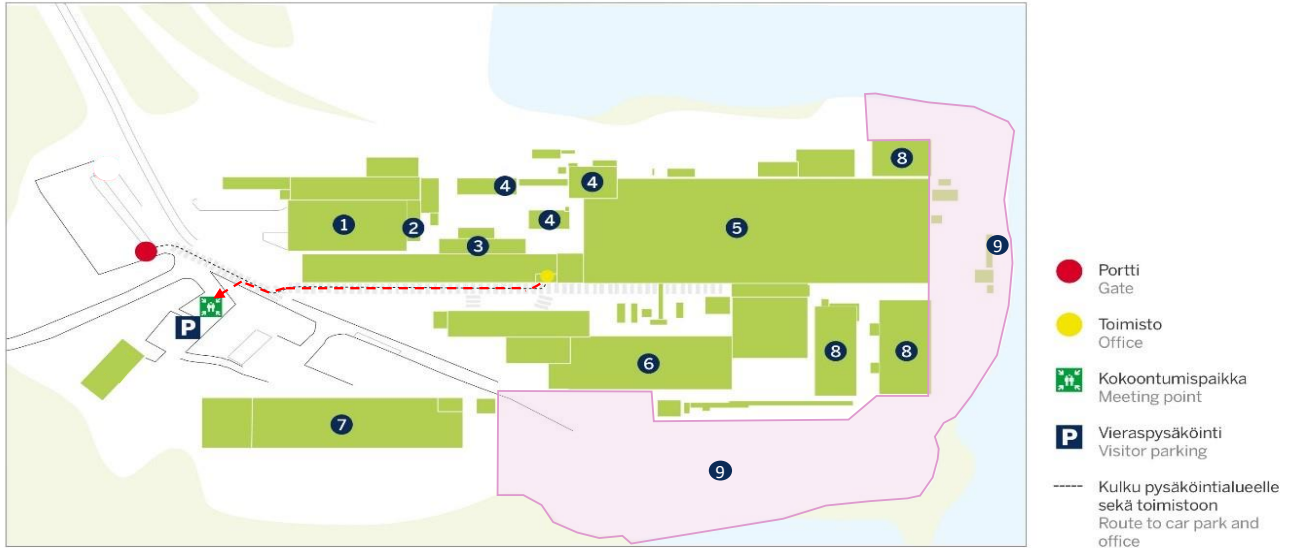 8
4
4
1
2
4
5
3
9
P
6
8
8
7
9
Portti
Gate
Toimisto
Office
Kokoontumispaikka
Meeting point
P
Vieraspysäköinti
Visitor parking
Kulku pysäköintialueelle
sekä toimistoon
Route to car park and
office